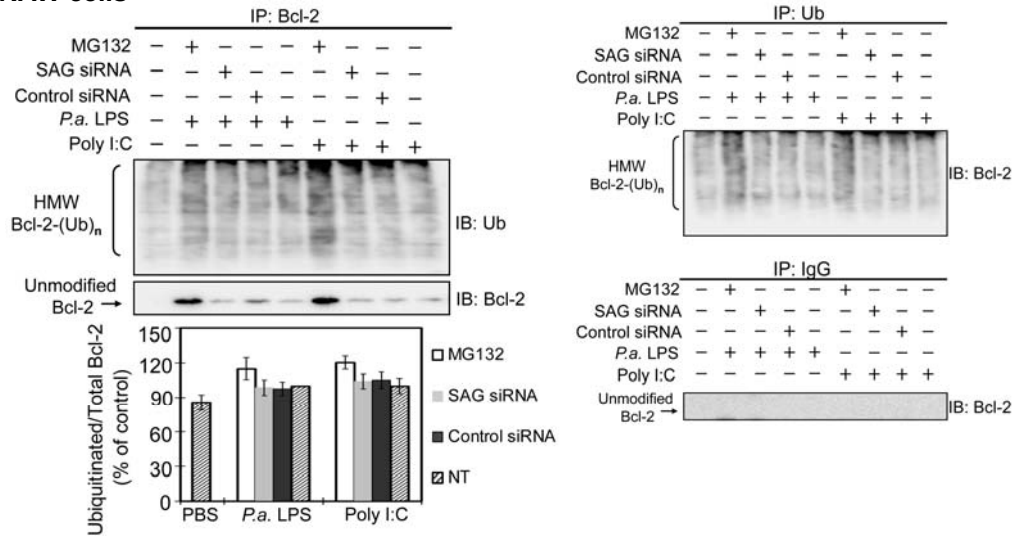 IP: Bcl-2
MG132 – + – – – + – – –
SAG siRNA – – + – – – + – –
Control siRNA – – – + – – – + –
P.a. LPS – + + + + – – – –
Poly I:C – – – – – + + + +
HMW
Bcl-2-(Ub)n
IB: Ub
Unmodified
Bcl-2 →
IB: Bcl-2
Ubiquitinated/Total Bcl-2
(% of control)
150
120
90
60
30
0
PBS P.a. LPS Poly I:C
MG132
SAG siRNA
Control siRNA
NT
IP: Ub
MG132 – + – – – + – – –
SAG siRNA – – + – – – + – –
Control siRNA – – – + – – – + –
P.a. LPS – + + + + – – – –
Poly I:C – – – – – + + + +
HMW
Bcl-2-(Ub)n
IB: Bcl-2
IP: IgG
MG132 – + – – – + – – –
SAG siRNA – – + – – – + – –
Control siRNA – – – + – – – + –
P.a. LPS – + + + + – – – –
Poly I:C – – – – – + + + +
Unmodified
Bcl-2 →
IB: Bcl-2